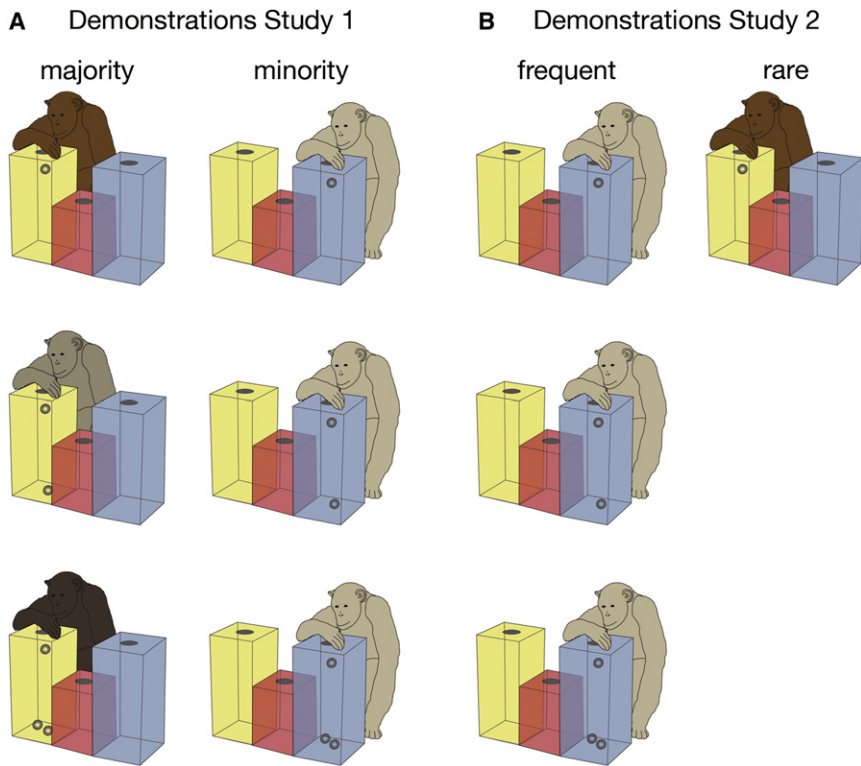 A Demonstrations Study 1
majority minority
B Demonstrations Study 2
frequent rare